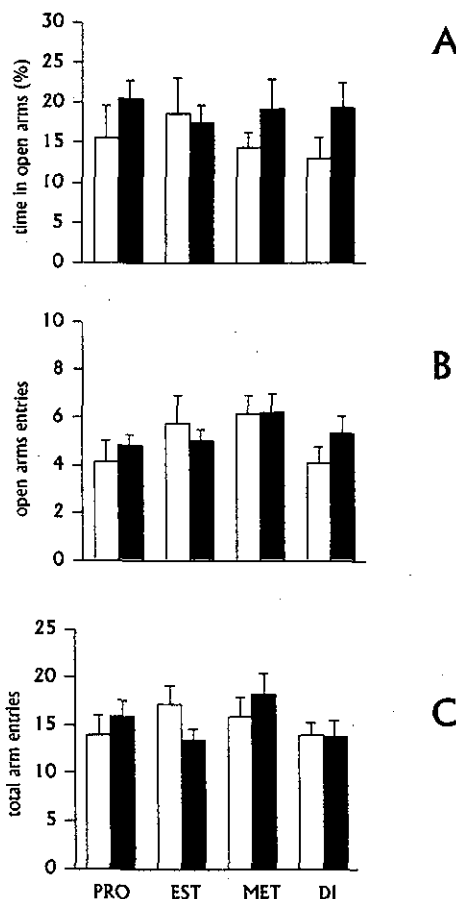 A
time in open arms (%)
30
25
20
15
10
5
0
B
open arms entries
10
8
6
4
2
0
C
total arm entries
25
20
15
10
5
0
PRO EST MET DI